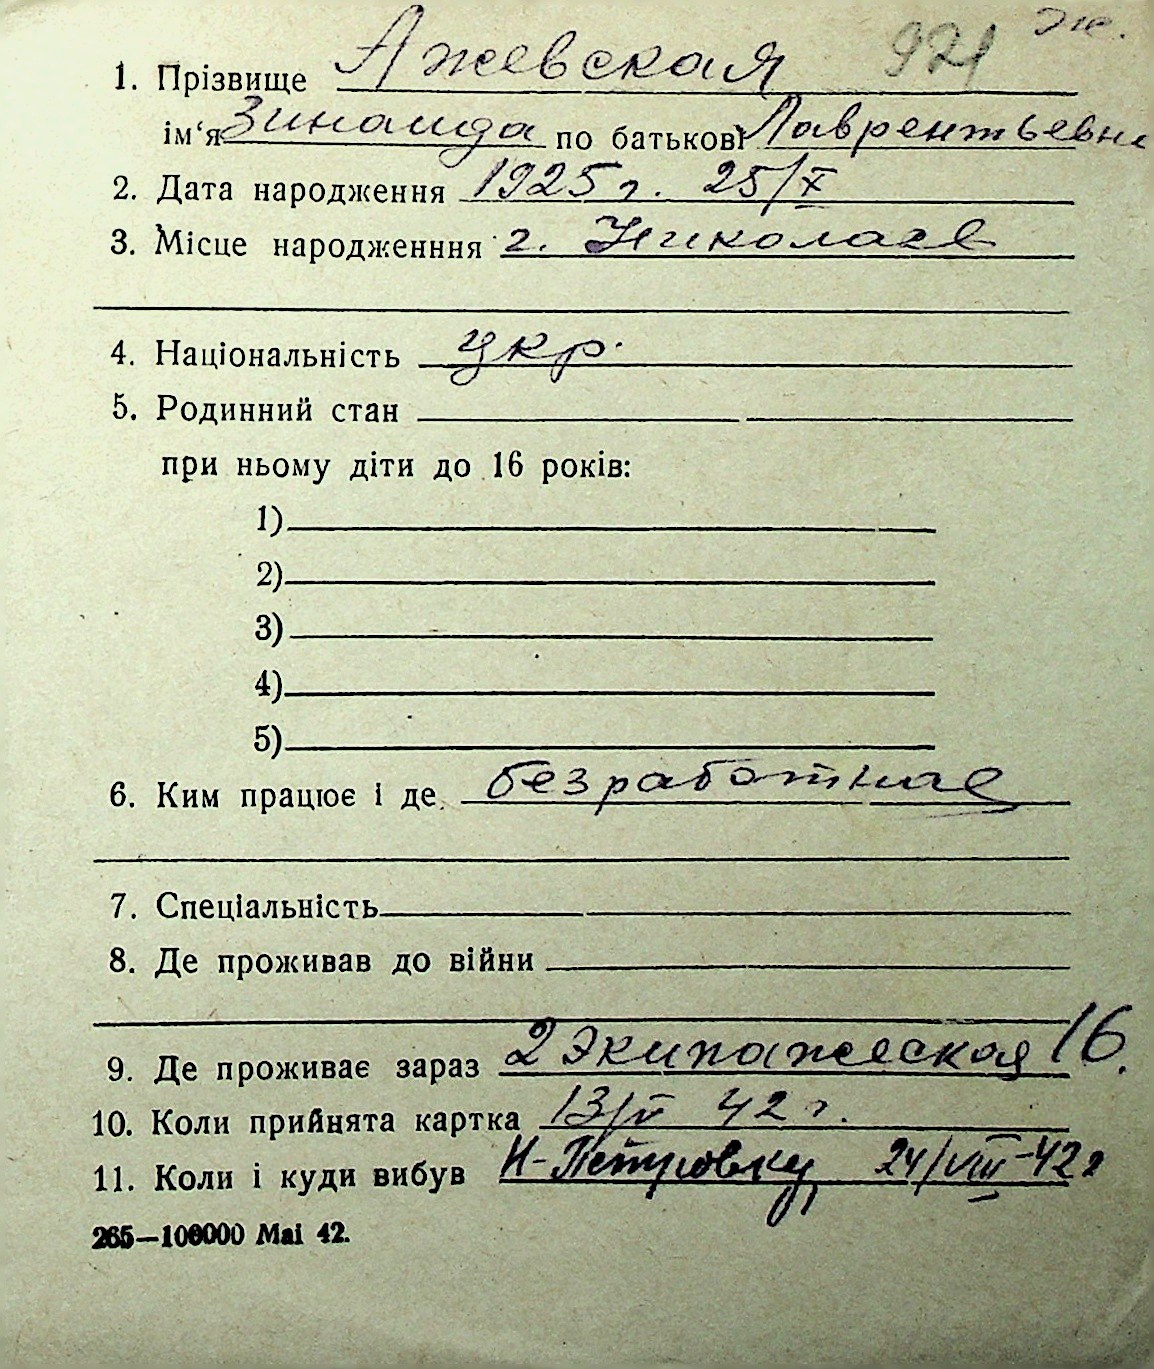 Эж.
1. Прізвище Ажевская 921
ім‘я Зинаида по батькові Лаврентьевна
2. Дата народження 1925 г. 25/X
3. Місце народженння г. Николаев
4. Національність укр.
5. Родинний стан
при ньому діти до 16 років:
1)
2)
3)
4)
5)
6. Ким працює і де безработная
7. Спеціальність
8. Де проживав до війни
9. Де проживає зараз 2 Экипажеская 16.
10. Коли прийнята картка 13/V 42 г.
11. Коли і куди вибув Н-Петровку, 24/VIII-42 г
265—100000 Mai 42.